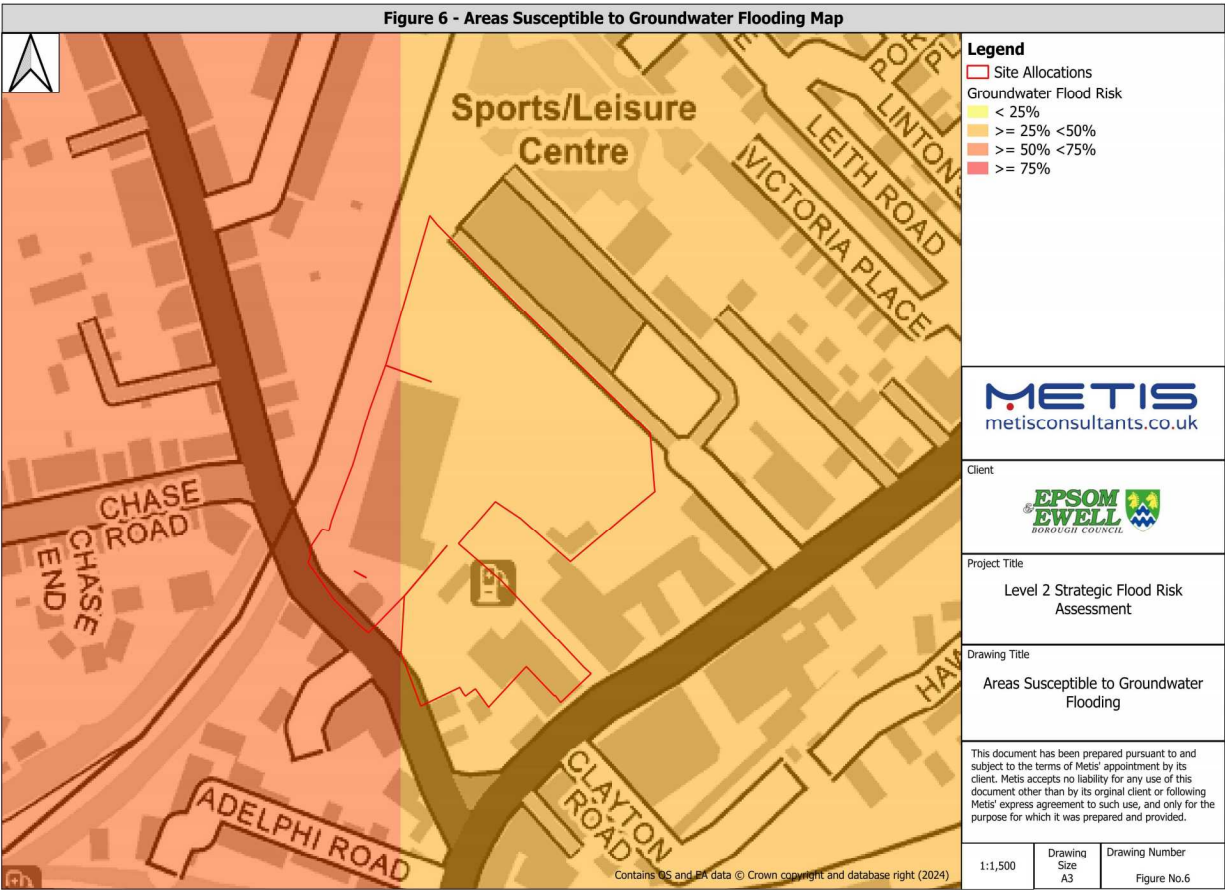 Figure 6 - Areas Susceptible to Groundwater Flooding Map
Sports/Leisure
Centre
LEITH ROAD
VICTORIA PLACE
CHASE
ROAD
CHASE
END
ADELPHI ROAD
CLAYTON
ROAD
Contains OS and EA data © Crown copyright and database right (2024)
Legend
Site Allocations
Groundwater Flood Risk
< 25%
>= 25% <50%
>= 50% <75%
>= 75%
METIS
metisconsultants.co.uk
Client
EPSOM
& EWELL
BOROUGH COUNCIL
Project Title
Level 2 Strategic Flood Risk
Assessment
Drawing Title
Areas Susceptible to Groundwater
Flooding
This document has been prepared pursuant to and
subject to the terms of Metis' appointment by its
client. Metis accepts no liability for any use of this
document other than by its orginal client or following
Metis' express agreement to such use, and only for the
purpose for which it was prepared and provided.
1:1,500
Drawing
Size
A3
Drawing Number
Figure No.6